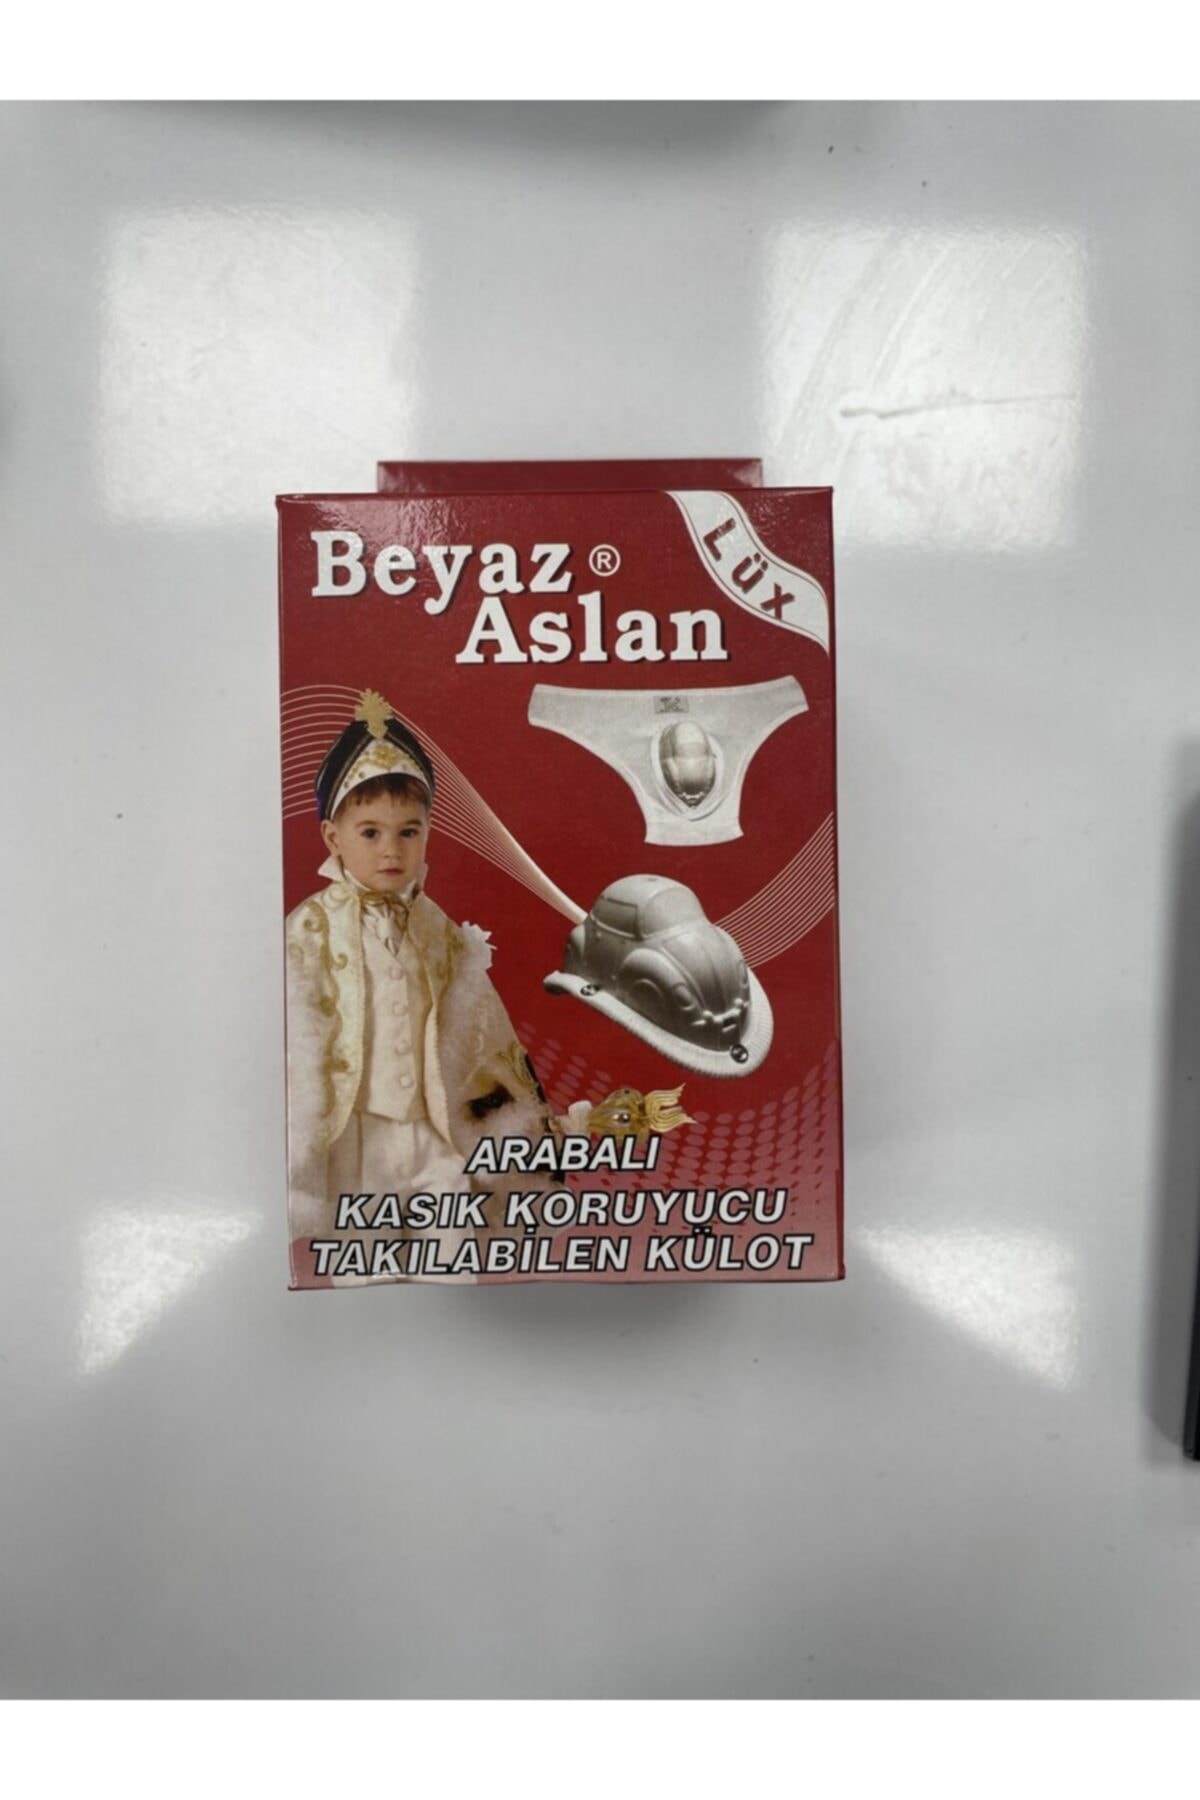 Beyaz ®
Aslan
LÜX
ARABALI
KASIK KORUYUCU
TAKILABİLEN KÜLOT